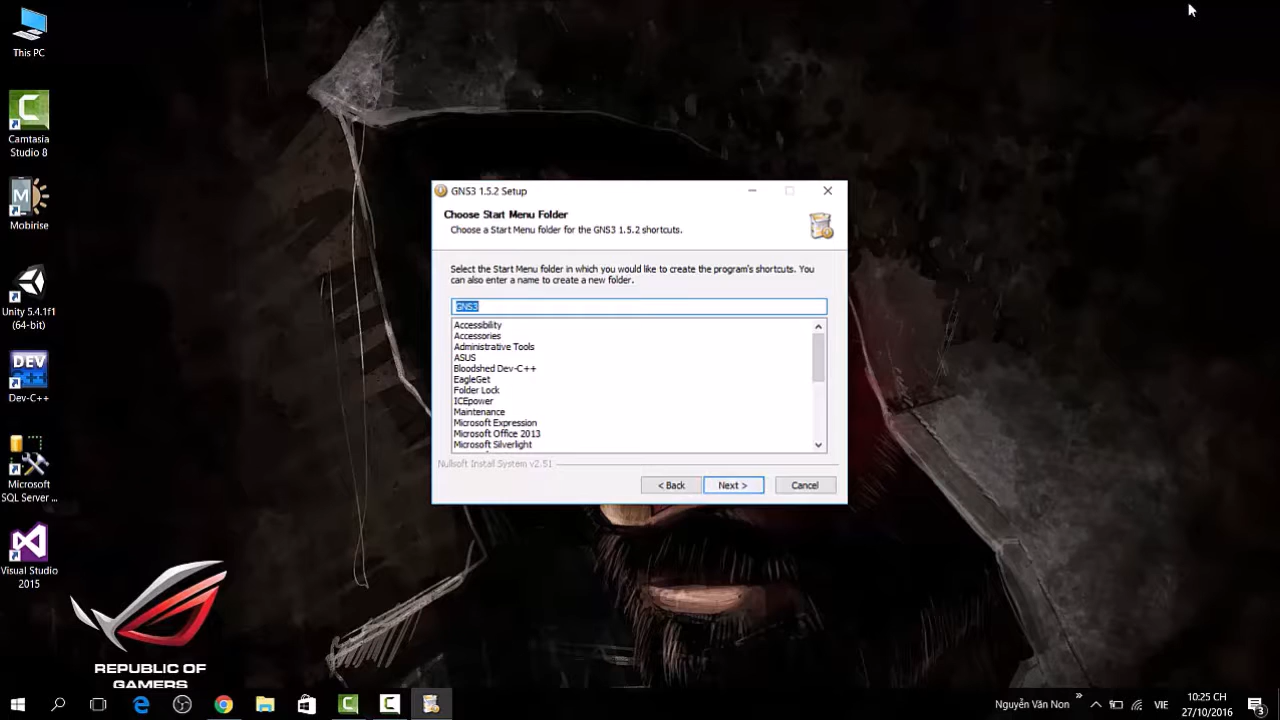 This PC
Camtasia
Studio 8
Mobirise
Unity 5.4.1f1
(64-bit)
DEV
C++
Dev-C++
Microsoft
SQL Server ...
Visual Studio
2015
REPUBLIC OF
GAMERS
GNS3 1.5.2 Setup
Choose Start Menu Folder
Choose a Start Menu folder for the GNS3 1.5.2 shortcuts.
Select the Start Menu folder in which you would like to create the program's shortcuts. You
can also enter a name to create a new folder.
GNS3
Accessibility
Accessories
Administrative Tools
ASUS
Bloodshed Dev-C++
EagleGet
Folder Lock
ICEpower
Maintenance
Microsoft Expression
Microsoft Office 2013
Microsoft Silverlight
Nullsoft Install System v2.51
< Back
Next >
Cancel
Nguyễn Văn Non
VIE
10:25 CH
27/10/2016
3